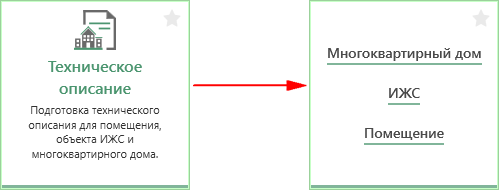 Техническое
описание
Подготовка технического
описания для помещения,
объекта ИЖС и
многоквартирного дома.
Многоквартирный дом
ИЖС
Помещение